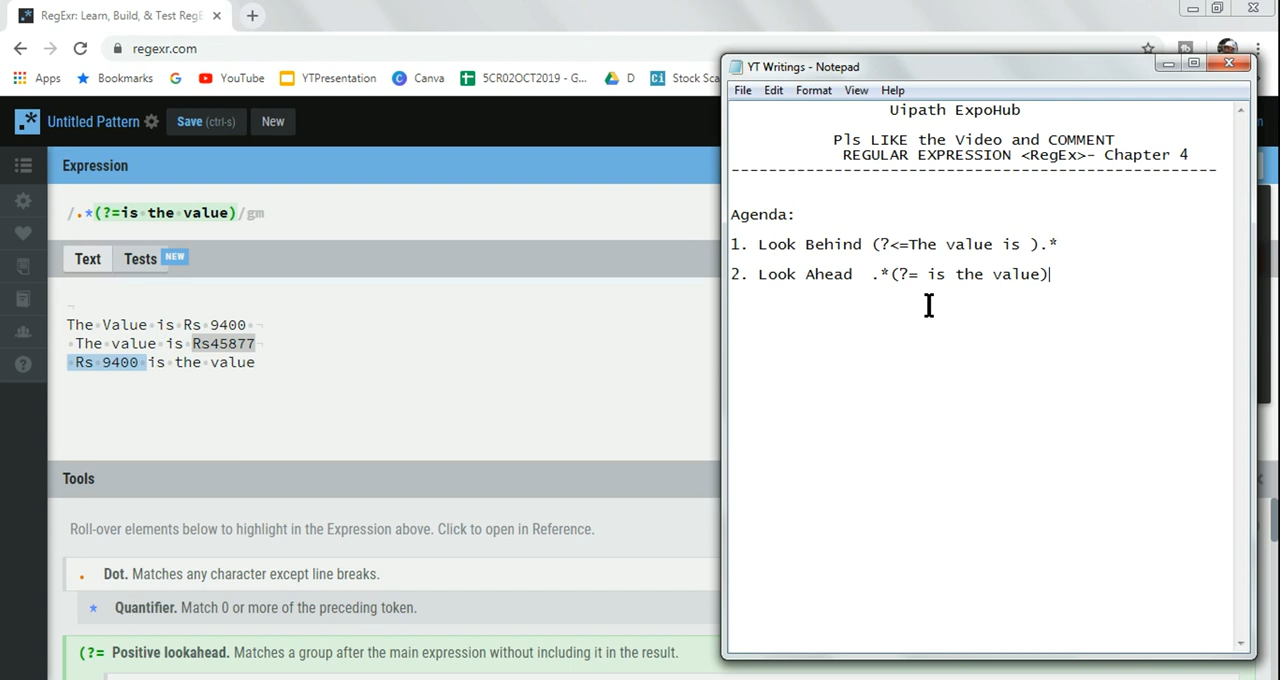 RegExr: Learn, Build, & Test RegE
regexr.com
Apps
Bookmarks
YouTube
YTPresentation
Canva
5CR02OCT2019 - G...
D
Ci
Stock Sca
Untitled Pattern
Save (ctrl-s)
New
Expression
/.*(?=is the value)/gm
Text
Tests
NEW
The Value is Rs 9400
The value is Rs45877
Rs 9400 is the value
Tools
Roll-over elements below to highlight in the Expression above. Click to open in Reference.
. Dot. Matches any character except line breaks.
* Quantifier. Match 0 or more of the preceding token.
(?= Positive lookahead. Matches a group after the main expression without including it in the result.
YT Writings - Notepad
File Edit Format View Help
Uipath ExpoHub
Pls LIKE the Video and COMMENT
REGULAR EXPRESSION <RegEx>- Chapter 4
----------------------------------------------------
Agenda:
1. Look Behind (?<=The value is ).*
2. Look Ahead .*(?= is the value)